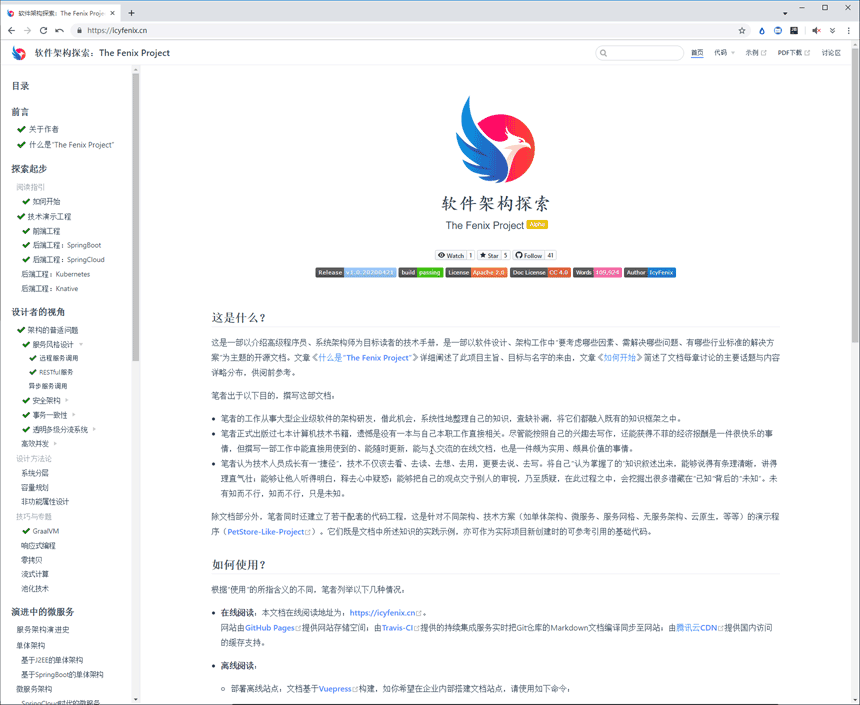 软件架构探索：The Fenix Proje
https://icyfenix.cn
软件架构探索：The Fenix Project
首页
代码
示例
PDF下载
讨论区
目录
前言
关于作者
什么是"The Fenix Project"
探索起步
阅读指引
如何开始
技术演示工程
前端工程
后端工程：SpringBoot
后端工程：SpringCloud
后端工程：Kubernetes
后端工程：Knative
设计者的视角
架构的普适问题
服务风格设计
远程服务调用
RESTful服务
异步服务调用
安全架构
事务一致性
透明多级分流系统
高效并发
设计方法论
系统分层
容量规划
非功能属性设计
技巧与专题
GraalVM
响应式编程
零拷贝
流式计算
池化技术
演进中的微服务
服务架构演进史
单体架构
基于J2EE的单体架构
基于SpringBoot的单体架构
微服务架构
SpringCloud时代的微服务
软件架构探索
The Fenix Project Alpha
Watch 1 Star 5 Follow 41
Release v1.0.20200421 build passing License Apache 2.0 Doc License CC 4.0 Words 109,924 Author IcyFenix
这是什么？
这是一部以介绍高级程序员、系统架构师为目标读者的技术手册，是一部以软件设计、架构工作中"要考虑哪些因素、需解决哪些问题、有哪些行业标准的解决方
案"为主题的开源文档。文章《什么是"The Fenix Project"》详细阐述了此项目主旨、目标与名字的来由，文章《如何开始》简述了文档每章讨论的主要话题与内容
详略分布，供阅前参考。
笔者出于以下目的，撰写这部文档：
• 笔者的工作从事大型企业级软件的架构研发，借此机会，系统性地整理自己的知识，查缺补漏，将它们都融入既有的知识框架之中。
• 笔者正式出版过七本计算机技术书籍，遗憾是没有一本与自己本职工作直接相关。尽管能按照自己的兴趣去写作，还能获得不菲的经济报酬是一件很快乐的事
情，但撰写一部工作中能直接用使到的、能随时更新、能与人交流的在线文档，也是一件颇为实用、颇具价值的事情。
• 笔者认为技术人员成长有一"捷径"，技术不仅该去看、去读、去想、去用，更要去说、去写。将自己"认为掌握了的"知识叙述出来，能够说得有条理清晰，讲得
理直气壮；能够让他人听得明白，释去心中疑惑；能够把自己的观点交予别人的审视，乃至质疑，在此过程之中，会挖掘出很多潜藏在"已知"背后的"未知"。未
有知而不行，知而不行，只是未知。
除文档部分外，笔者同时还建立了若干配套的代码工程，这是针对不同架构、技术方案（如单体架构、微服务、服务网格、无服务架构、云原生，等等）的演示程
序（PetStore-Like-Project）。它们既是文档中所述知识的实践示例，亦可作为实际项目新创建时的可参考引用的基础代码。
如何使用？
根据"使用"的所指含义的不同，笔者列举以下几种情况：
• 在线阅读：本文档在线阅读地址为：https://icyfenix.cn。
网站由GitHub Pages提供网站存储空间；由Travis-CI提供的持续集成服务实时把Git仓库的Markdown文档编译同步至网站；由腾讯云CDN提供国内访问
的缓存支持。
• 离线阅读：
部署离线站点：文档基于Vuepress构建，如你希望在企业内部搭建文档站点，请使用如下命令：